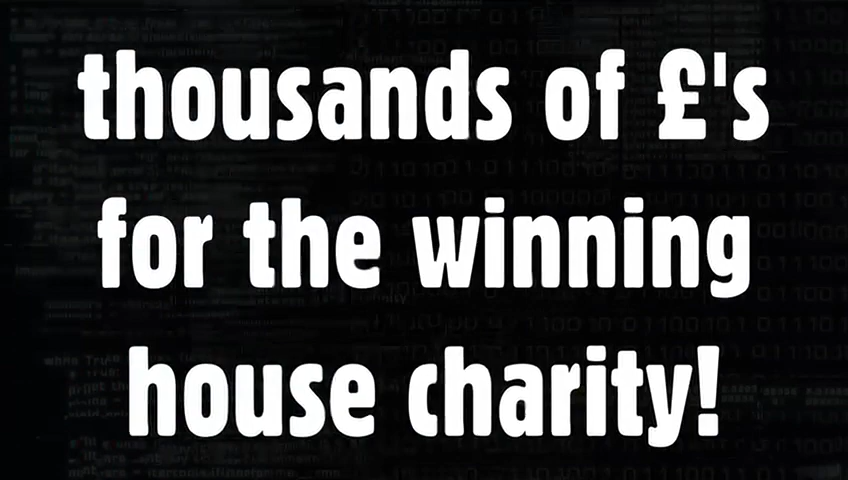 thousands of £'s
for the winning
house charity!